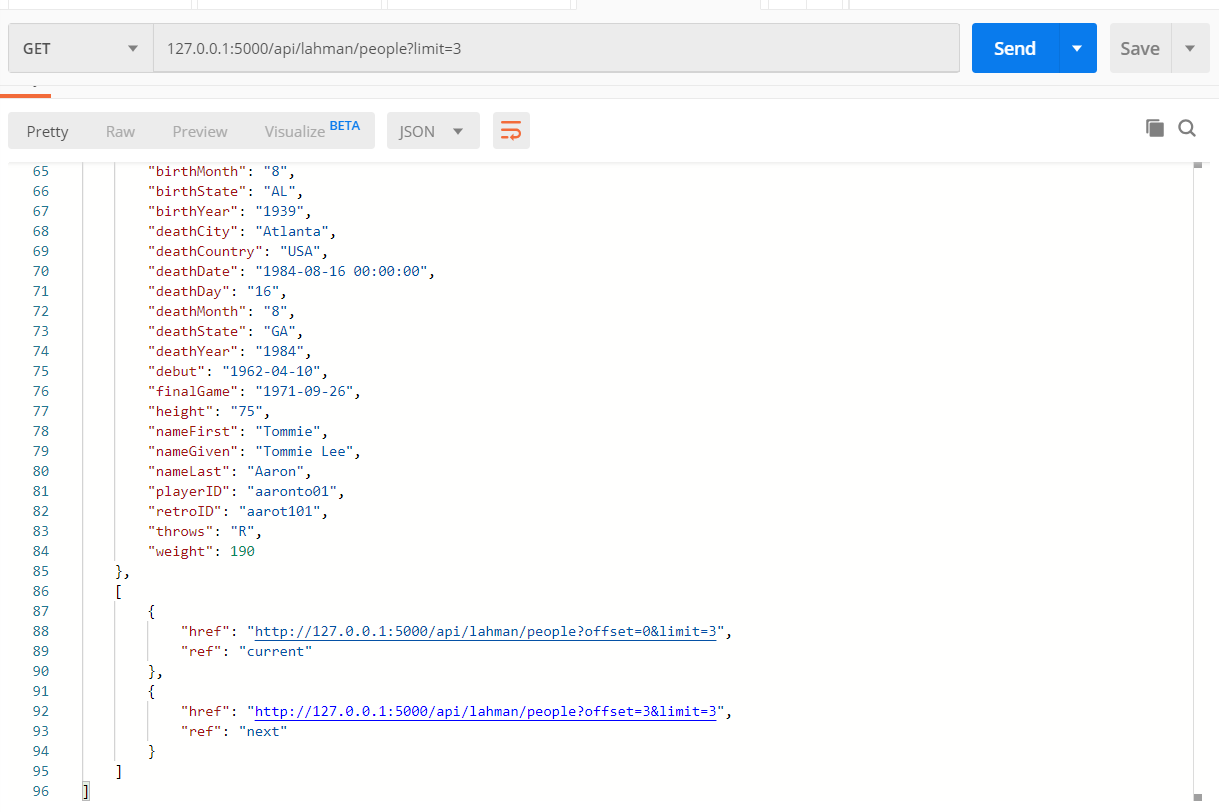 GET 127.0.0.1:5000/api/lahman/people?limit=3 Send Save
Pretty Raw Preview Visualize BETA JSON
65 "birthMonth": "8",
66 "birthState": "AL",
67 "birthYear": "1939",
68 "deathCity": "Atlanta",
69 "deathCountry": "USA",
70 "deathDate": "1984-08-16 00:00:00",
71 "deathDay": "16",
72 "deathMonth": "8",
73 "deathState": "GA",
74 "deathYear": "1984",
75 "debut": "1962-04-10",
76 "finalGame": "1971-09-26",
77 "height": "75",
78 "nameFirst": "Tommie",
79 "nameGiven": "Tommie Lee",
80 "nameLast": "Aaron",
81 "playerID": "aaronto01",
82 "retroID": "aarot101",
83 "throws": "R",
84 "weight": 190
85 },
86 [
87 {
88 "href": "http://127.0.0.1:5000/api/lahman/people?offset=0&limit=3",
89 "ref": "current"
90 },
91 {
92 "href": "http://127.0.0.1:5000/api/lahman/people?offset=3&limit=3",
93 "ref": "next"
94 }
95 ]
96 ]